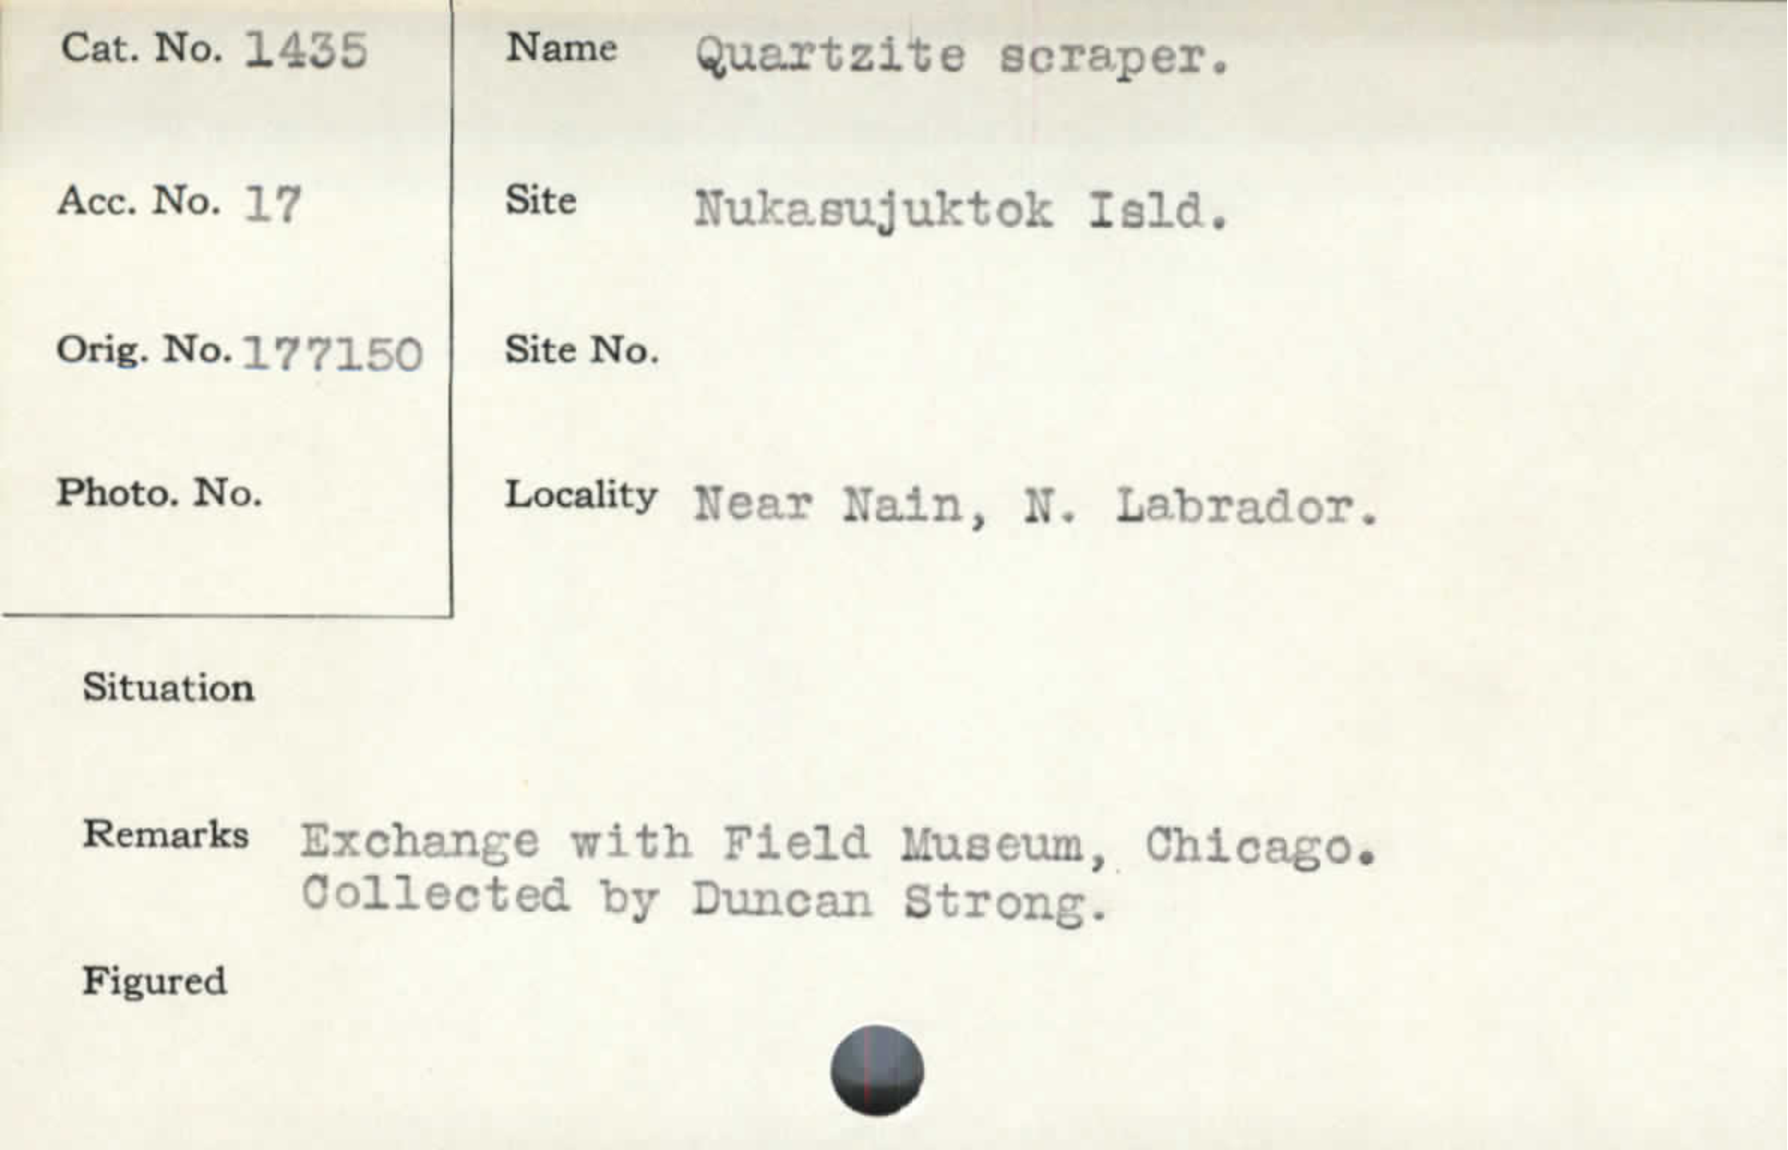 Cat. No. 1435
Name Quartzite scraper.
Acc. No. 17
Site Nukasujuktok Isld.
Orig. No. 177150
Site No.
Photo. No.
Locality Near Nain, N. Labrador.
Situation
Remarks Exchange with Field Museum, Chicago.
Collected by Duncan Strong.
Figured